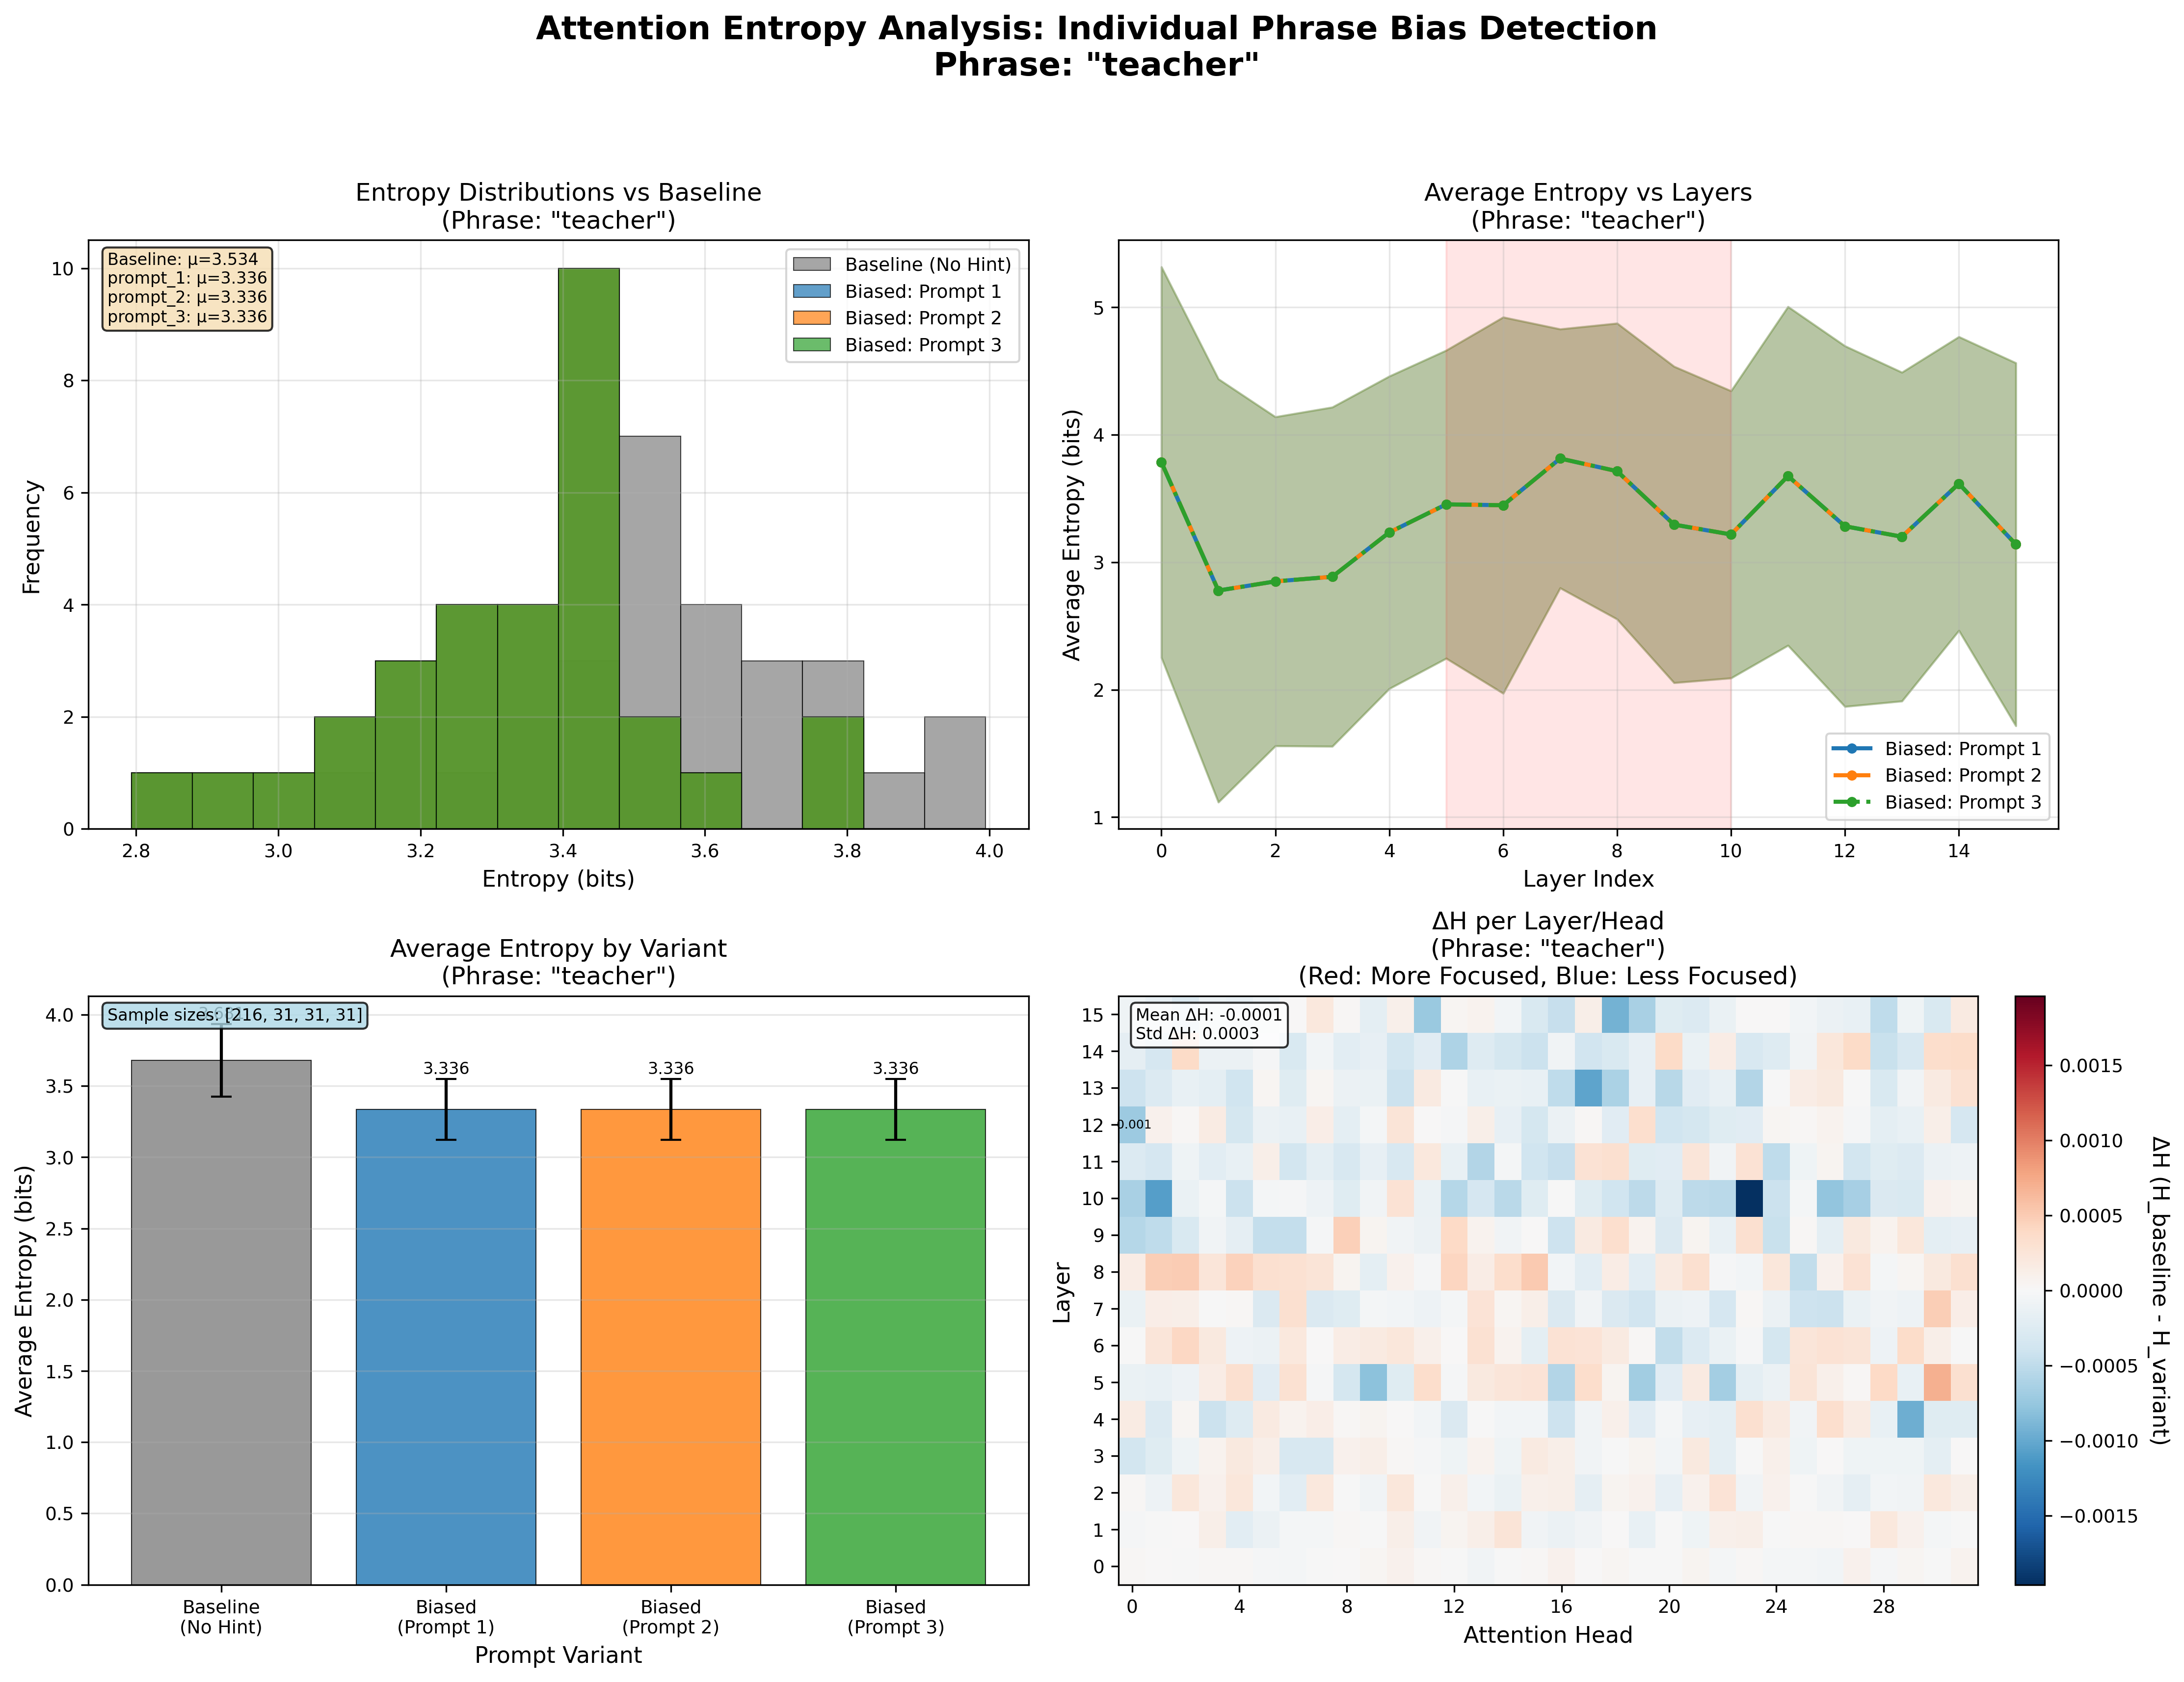 Attention Entropy Analysis: Individual Phrase Bias Detection
Phrase: "teacher"
Entropy Distributions vs Baseline
(Phrase: "teacher")
Baseline: μ=3.534
prompt_1: μ=3.336
prompt_2: μ=3.336
prompt_3: μ=3.336
Baseline (No Hint)
Biased: Prompt 1
Biased: Prompt 2
Biased: Prompt 3
10
8
6
4
2
0
Frequency
2.8 3.0 3.2 3.4 3.6 3.8 4.0
Entropy (bits)
Average Entropy vs Layers
(Phrase: "teacher")
5
4
3
2
1
Average Entropy (bits)
Biased: Prompt 1
Biased: Prompt 2
Biased: Prompt 3
0 2 4 6 8 10 12 14
Layer Index
Average Entropy by Variant
(Phrase: "teacher")
Sample sizes: [216, 31, 31, 31]
3.336 3.336 3.336
4.0
3.5
3.0
2.5
2.0
1.5
1.0
0.5
0.0
Average Entropy (bits)
Baseline
(No Hint)
Biased
(Prompt 1)
Biased
(Prompt 2)
Biased
(Prompt 3)
Prompt Variant
ΔH per Layer/Head
(Phrase: "teacher")
(Red: More Focused, Blue: Less Focused)
Mean ΔH: -0.0001
Std ΔH: 0.0003
15
14
13
12
11
10
9
8
7
6
5
4
3
2
1
0
0.001
Layer
0 4 8 12 16 20 24 28
Attention Head
0.0015
0.0010
0.0005
0.0000
−0.0005
−0.0010
−0.0015
ΔH (H_baseline - H_variant)